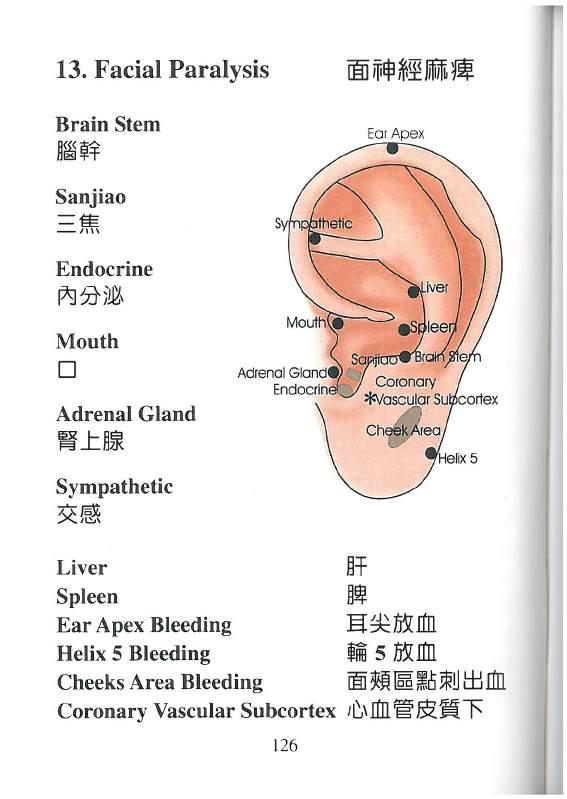 13. Facial Paralysis 面神經麻痺
Brain Stem
腦幹
Sanjiao
三焦
Endocrine
內分泌
Mouth
口
Adrenal Gland
腎上腺
Sympathetic
交感
Ear Apex
Sympathetic
Liver
Mouth
Spleen
Sanjiao
Brain Stem
Adrenal Gland
Endocrine
Coronary
*Vascular Subcortex
Cheek Area
Helix 5
Liver 肝
Spleen 脾
Ear Apex Bleeding 耳尖放血
Helix 5 Bleeding 輪 5 放血
Cheeks Area Bleeding 面頰區點刺出血
Coronary Vascular Subcortex 心血管皮質下
126